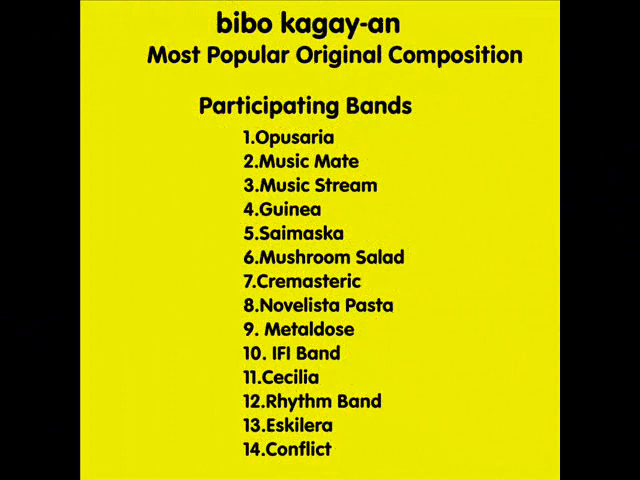 bibo kagay-an
Most Popular Original Composition
Participating Bands
1.Opusaria
2.Music Mate
3.Music Stream
4.Guinea
5.Saimaska
6.Mushroom Salad
7.Cremasteric
8.Novelista Pasta
9. Metaldose
10. IFI Band
11.Cecilia
12.Rhythm Band
13.Eskilera
14.Conflict